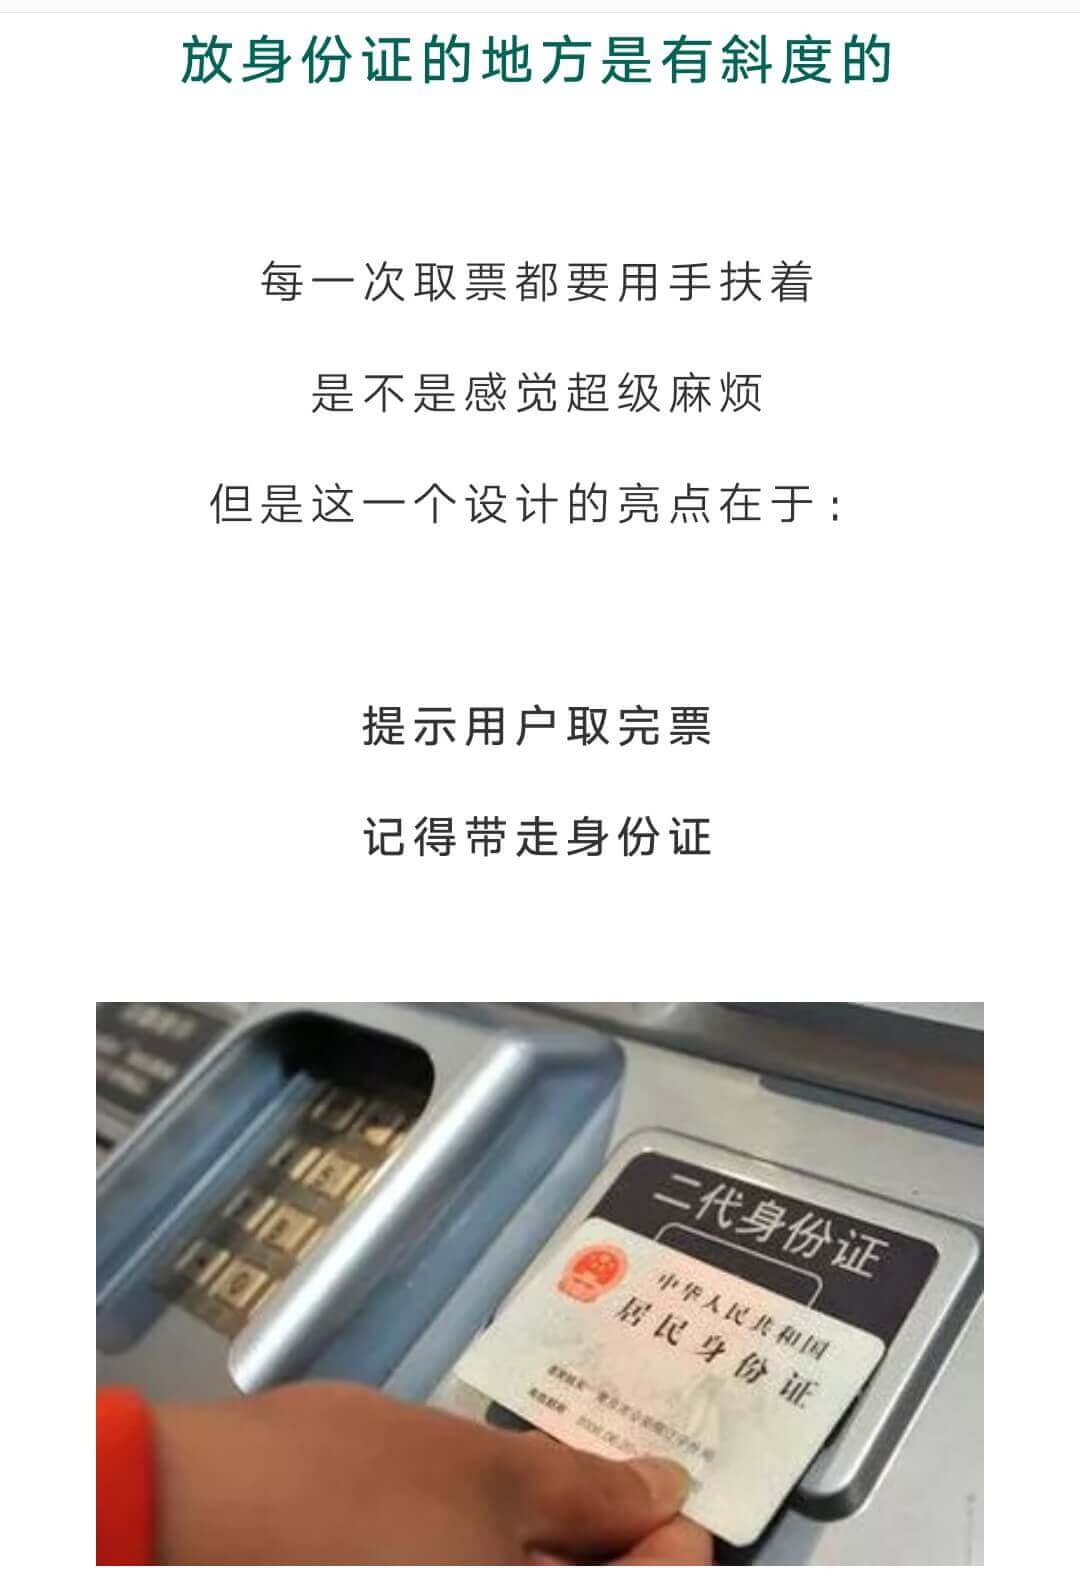 放身份证的地方是有斜度的
每一次取票都要用手扶着
是不是感觉超级麻烦
但是这一个设计的亮点在于:
提示用户取完票
记得带走身份证
二代身份证
中华人民共和国
居民身份证